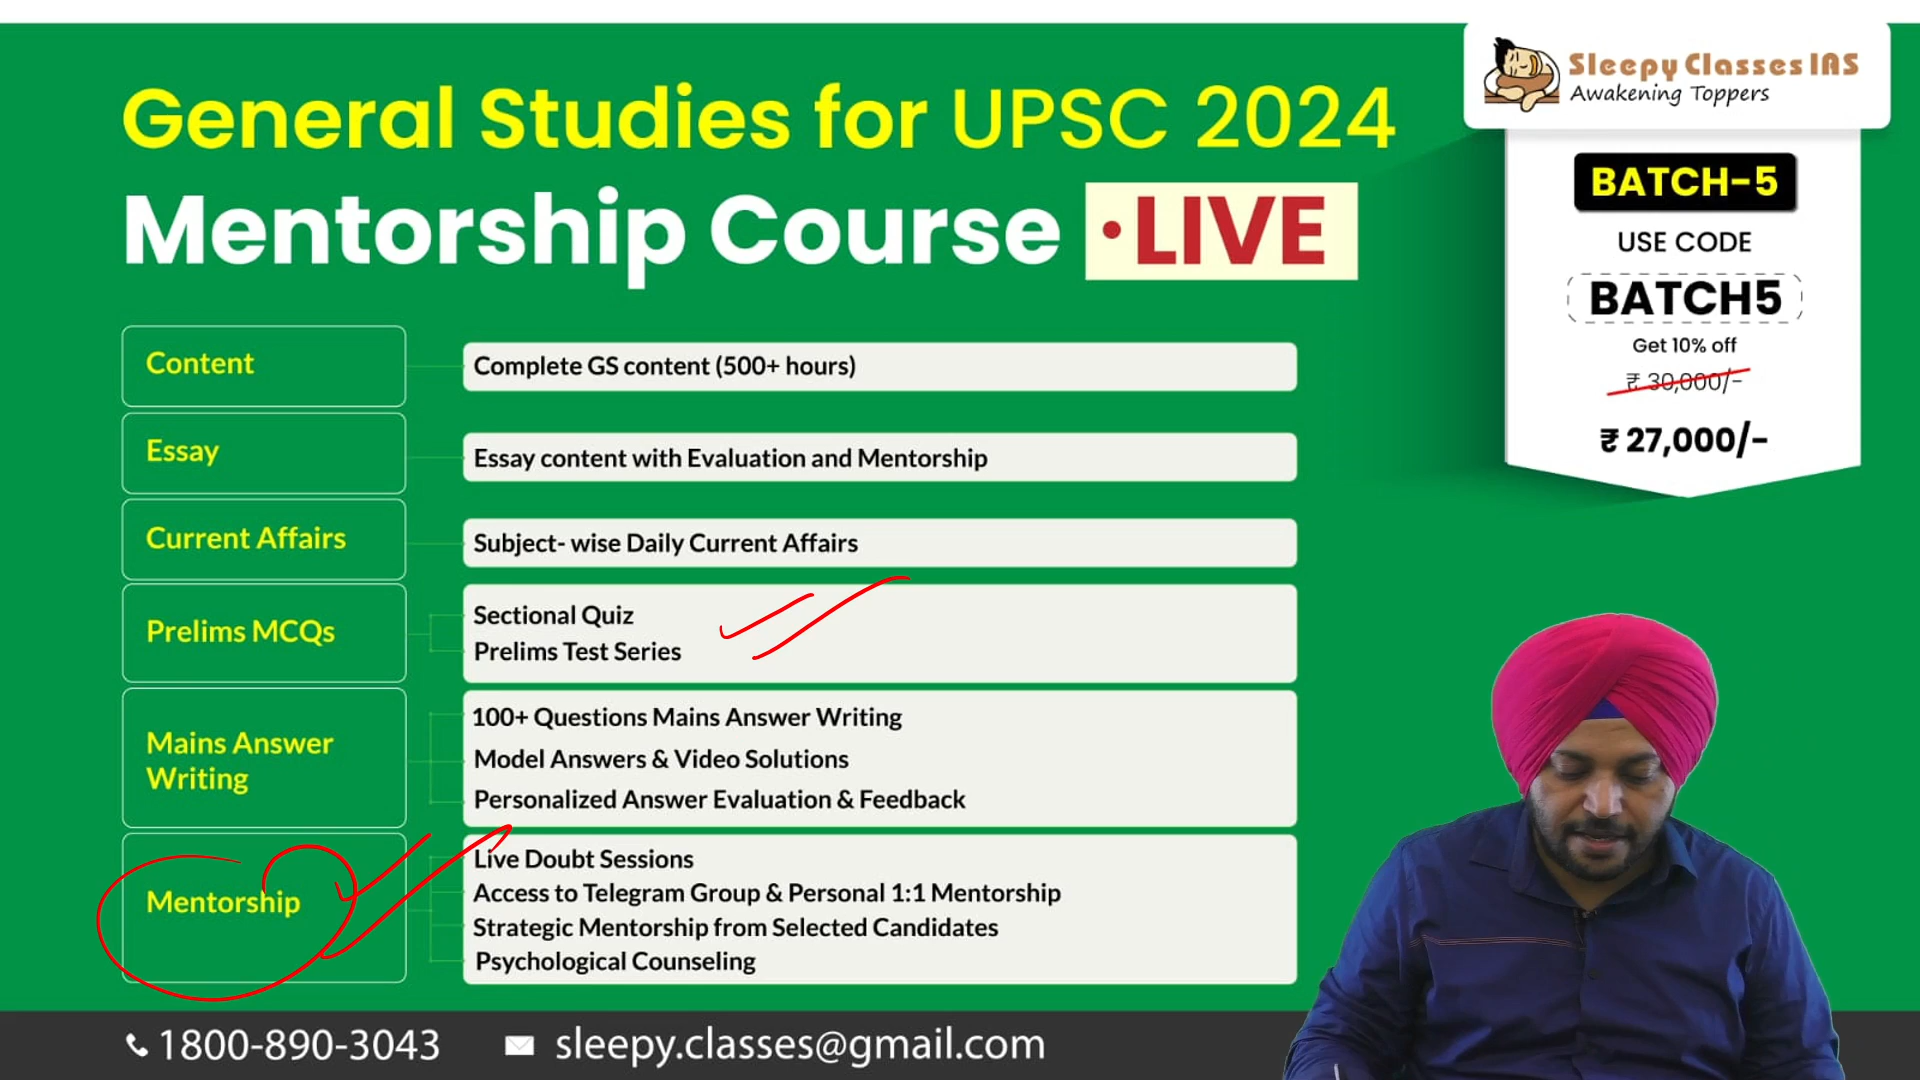 Sleepy Classes IAS
Awakening Toppers
General Studies for UPSC 2024
Mentorship Course • LIVE
BATCH-5
USE CODE
BATCH5
Get 10% off
₹ 30,000/-
₹ 27,000/-
Content
Complete GS content (500+ hours)
Essay
Essay content with Evaluation and Mentorship
Current Affairs
Subject- wise Daily Current Affairs
Prelims MCQs
Sectional Quiz
Prelims Test Series
Mains Answer
Writing
100+ Questions Mains Answer Writing
Model Answers & Video Solutions
Personalized Answer Evaluation & Feedback
Mentorship
Live Doubt Sessions
Access to Telegram Group & Personal 1:1 Mentorship
Strategic Mentorship from Selected Candidates
Psychological Counseling
1800-890-3043
sleepy.classes@gmail.com